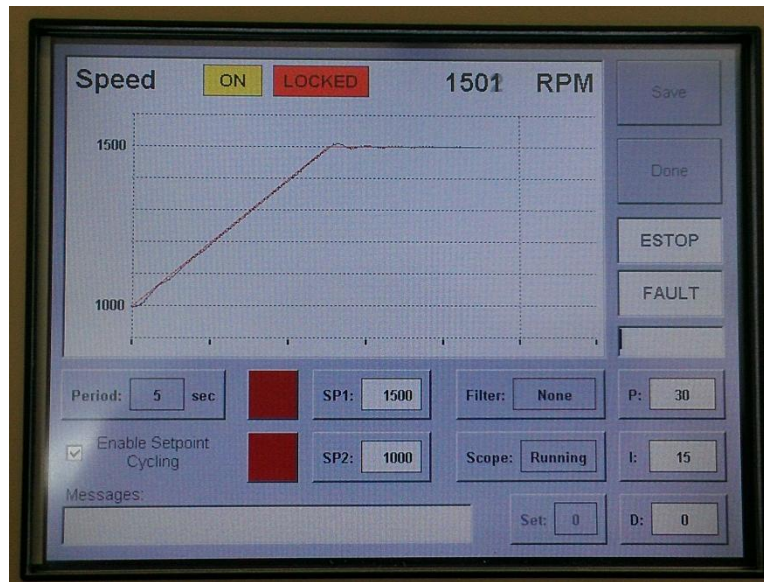 Speed ON LOCKED 1501 RPM
Save
1500
Done
ESTOP
FAULT
1000
Period: 5 sec
SP1: 1500
Filter: None
P: 30
Enable Setpoint
Cycling
SP2: 1000
Scope: Running
I: 15
Messages:
Set: 0
D: 0